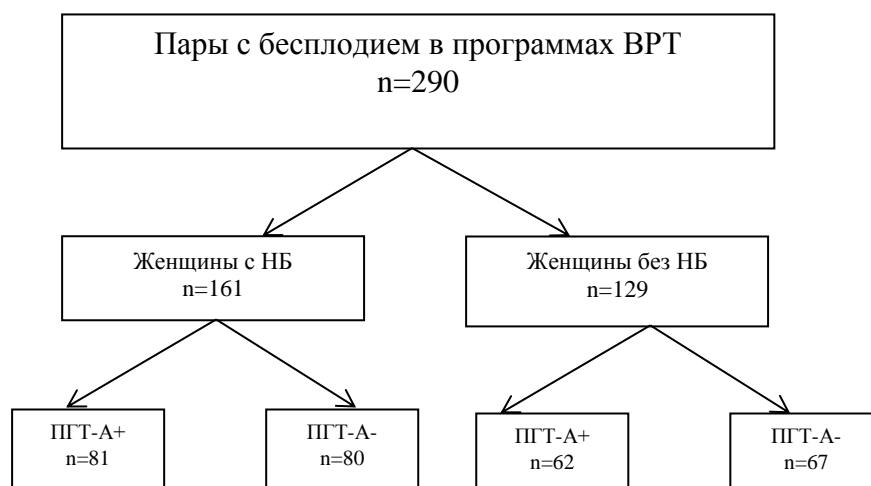 Пары с бесплодием в программах ВРТ
n=290
Женщины с НБ
n=161
Женщины без НБ
n=129
ПГТ-А+
n=81
ПГТ-А-
n=80
ПГТ-А+
n=62
ПГТ-А-
n=67